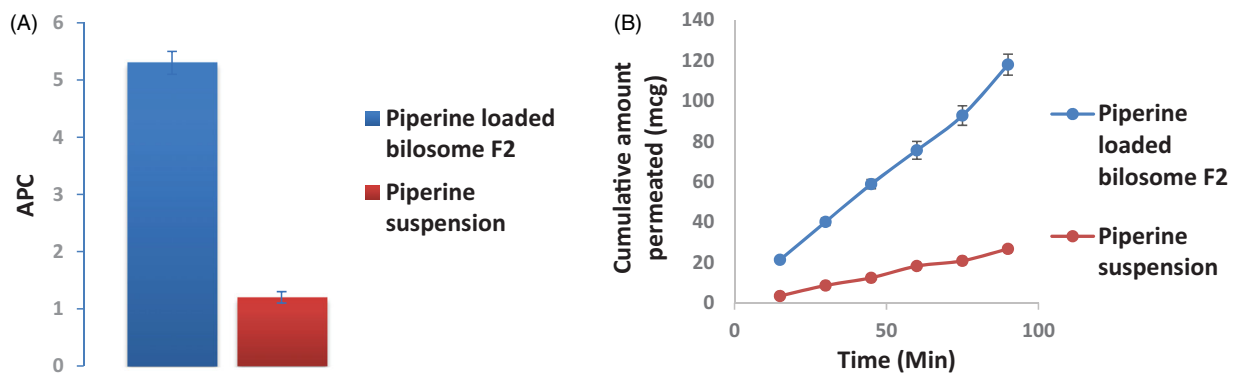 (A)
6
5
4
3
2
1
0
APC
Piperine loaded
bilosome F2
Piperine
suspension
(B)
140
120
100
80
60
40
20
0
Cumulative amount
permeated (mcg)
0
50
100
Time (Min)
Piperine
loaded
bilosome F2
Piperine
suspension